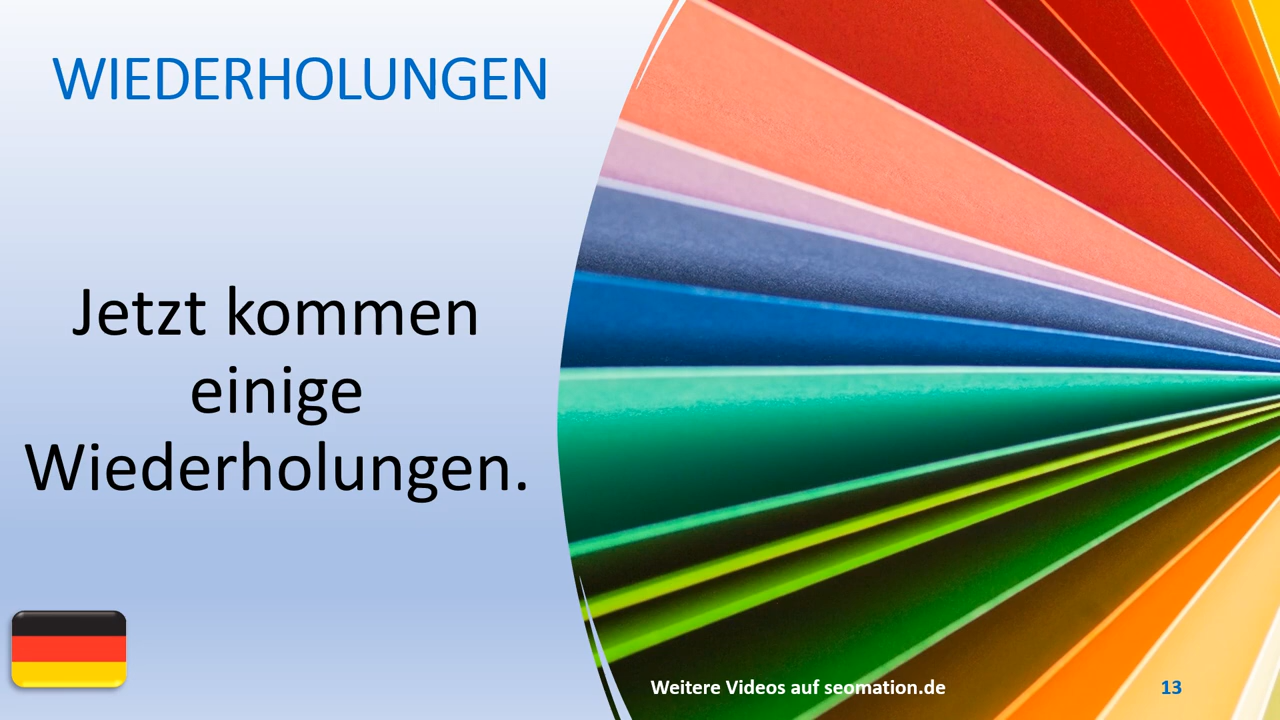 WIEDERHOLUNGEN
Jetzt kommen
einige
Wiederholungen.
Weitere Videos auf seomation.de
13